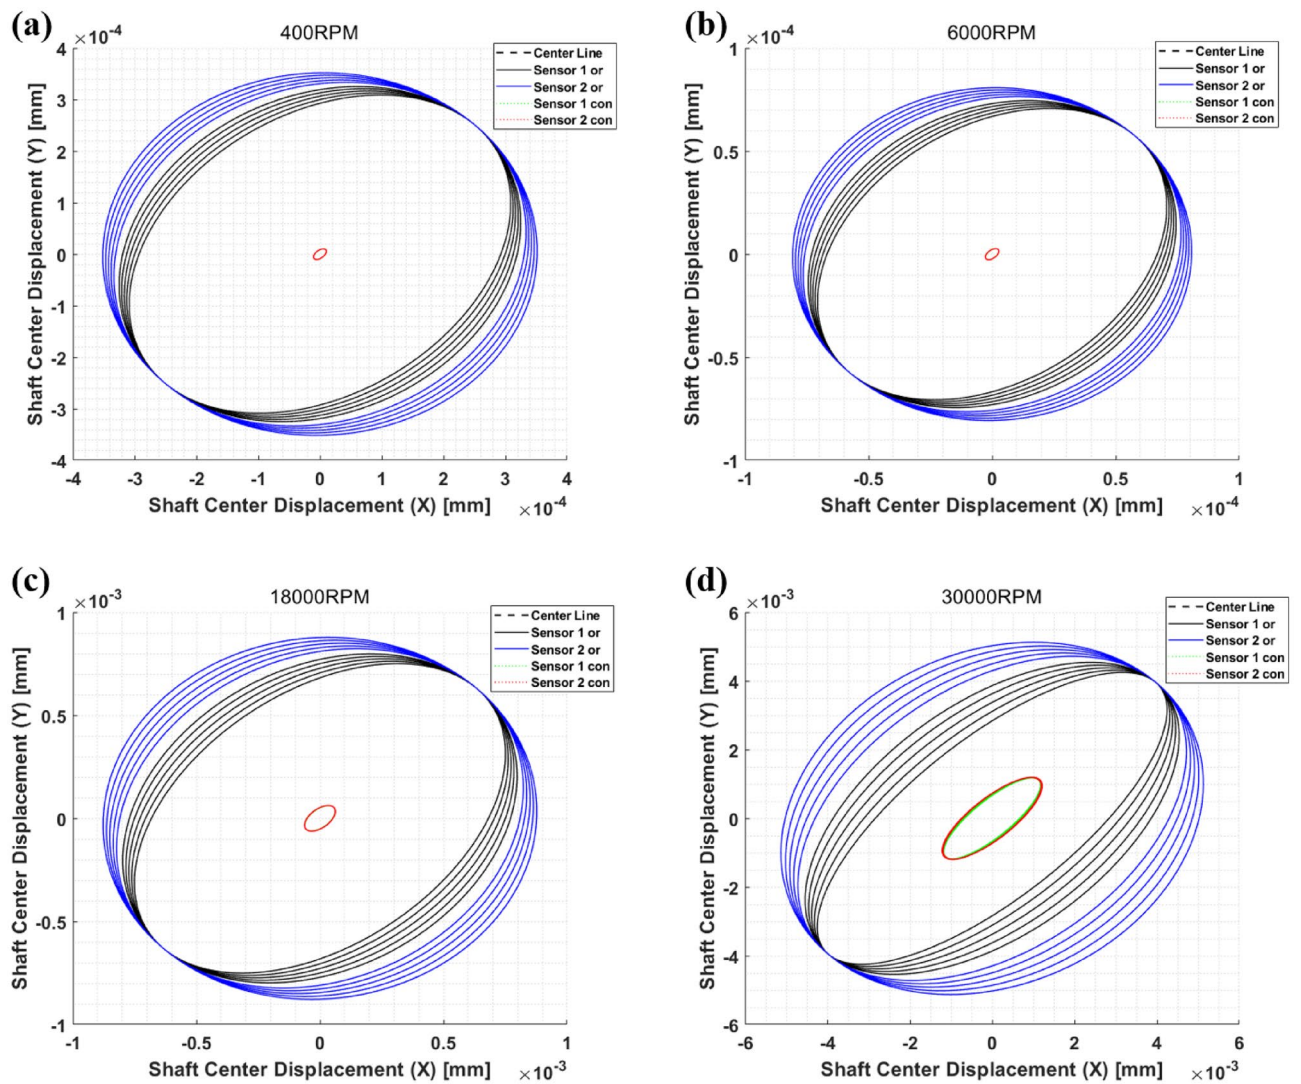 (a)
×10⁻⁴
400RPM
Center Line
Sensor 1 or
Sensor 2 or
Sensor 1 con
Sensor 2 con
Shaft Center Displacement (Y) [mm]
4
3
2
1
0
-1
-2
-3
-4
-4 -3 -2 -1 0 1 2 3 4
Shaft Center Displacement (X) [mm]
×10⁻⁴
(b)
×10⁻⁴
6000RPM
Center Line
Sensor 1 or
Sensor 2 or
Sensor 1 con
Sensor 2 con
Shaft Center Displacement (Y) [mm]
1
0.5
0
-0.5
-1
-1 -0.5 0 0.5 1
Shaft Center Displacement (X) [mm]
×10⁻⁴
(c)
×10⁻³
18000RPM
Center Line
Sensor 1 or
Sensor 2 or
Sensor 1 con
Sensor 2 con
Shaft Center Displacement (Y) [mm]
1
0.5
0
-0.5
-1
-1 -0.5 0 0.5 1
Shaft Center Displacement (X) [mm]
×10⁻³
(d)
×10⁻³
30000RPM
Center Line
Sensor 1 or
Sensor 2 or
Sensor 1 con
Sensor 2 con
Shaft Center Displacement (Y) [mm]
6
4
2
0
-2
-4
-6
-6 -4 -2 0 2 4 6
Shaft Center Displacement (X) [mm]
×10⁻³